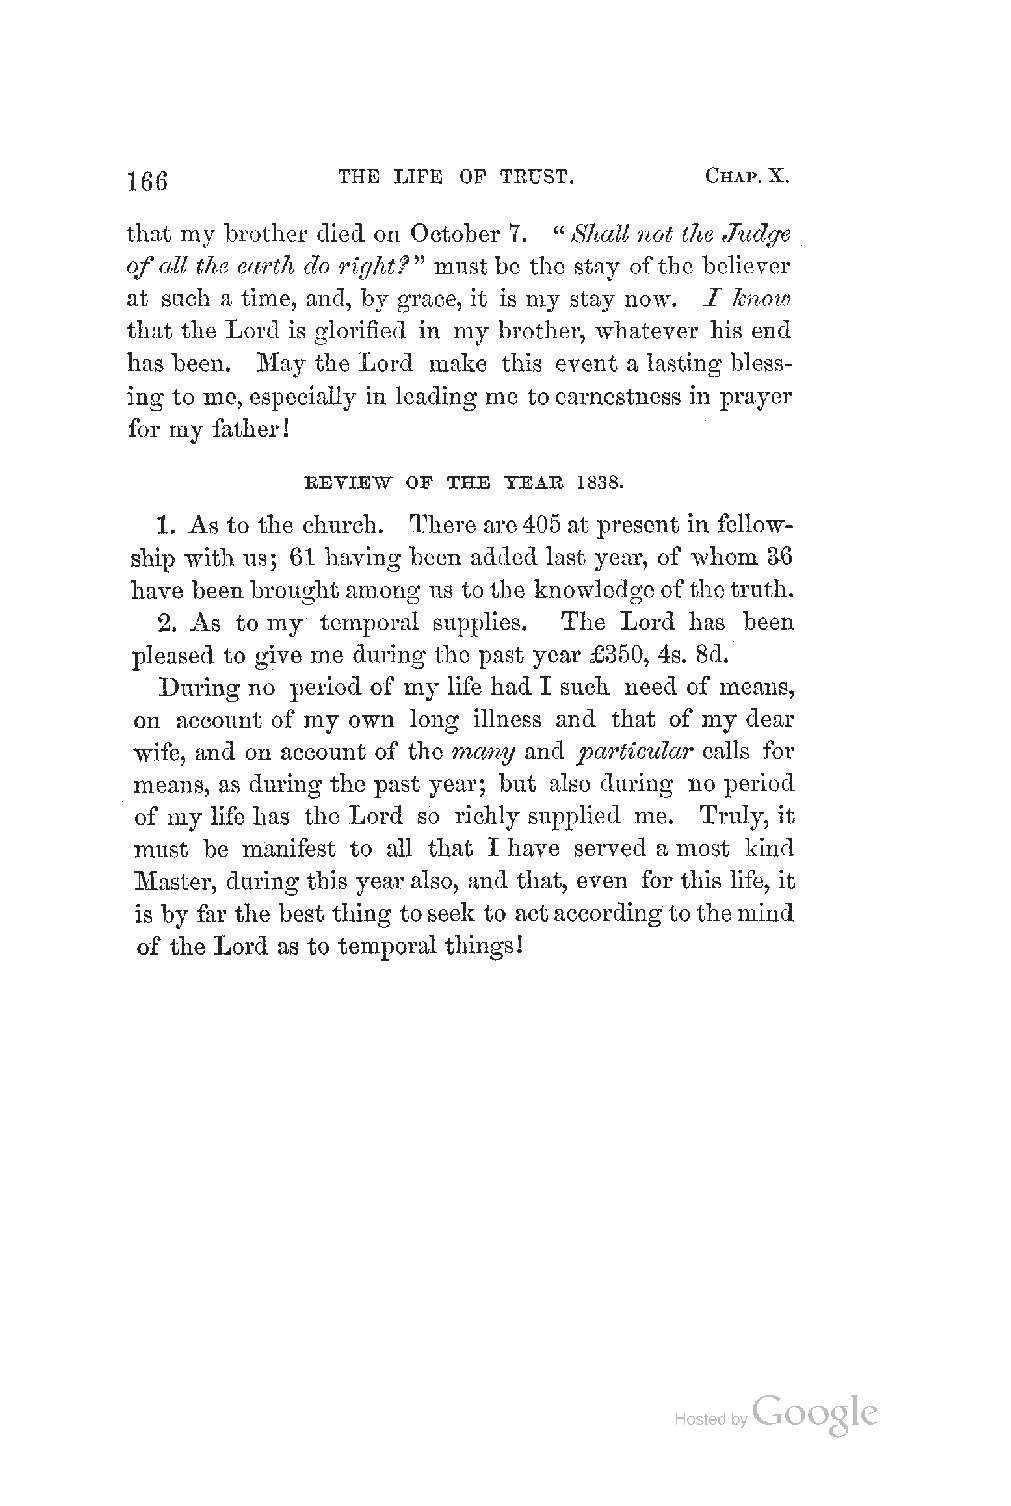 166 THE LIFE OF TRUST. CHAP. X.
that my brother died on October 7. “Shall not the Judge
of all the earth do right?” must be the stay of the believer
at such a time, and, by grace, it is my stay now. I know
that the Lord is glorified in my brother, whatever his end
has been. May the Lord make this event a lasting bless-
ing to me, especially in leading me to earnestness in prayer
for my father!
REVIEW OF THE YEAR 1838.
1. As to the church. There are 405 at present in fellow-
ship with us; 61 having been added last year, of whom 36
have been brought among us to the knowledge of the truth.
2. As to my temporal supplies. The Lord has been
pleased to give me during the past year £350, 4s. 8d.
During no period of my life had I such need of means,
on account of my own long illness and that of my dear
wife, and on account of the many and particular calls for
means, as during the past year; but also during no period
of my life has the Lord so richly supplied me. Truly, it
must be manifest to all that I have served a most kind
Master, during this year also, and that, even for this life, it
is by far the best thing to seek to act according to the mind
of the Lord as to temporal things!
Hosted by Google